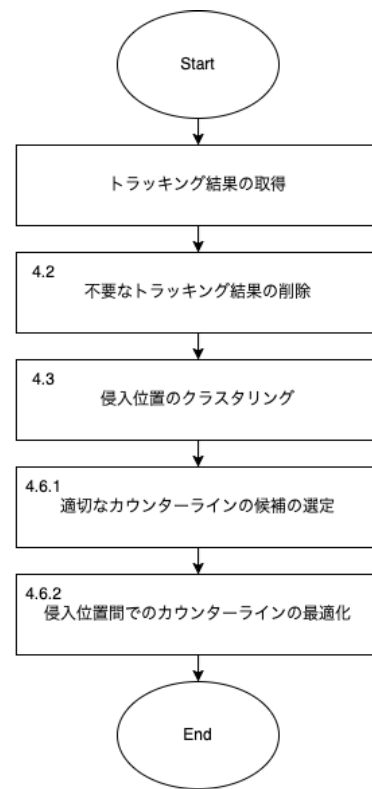 Start
トラッキング結果の取得
4.2
不要なトラッキング結果の削除
4.3
侵入位置のクラスタリング
4.6.1
適切なカウンターラインの候補の選定
4.6.2
侵入位置間でのカウンターラインの最適化
End